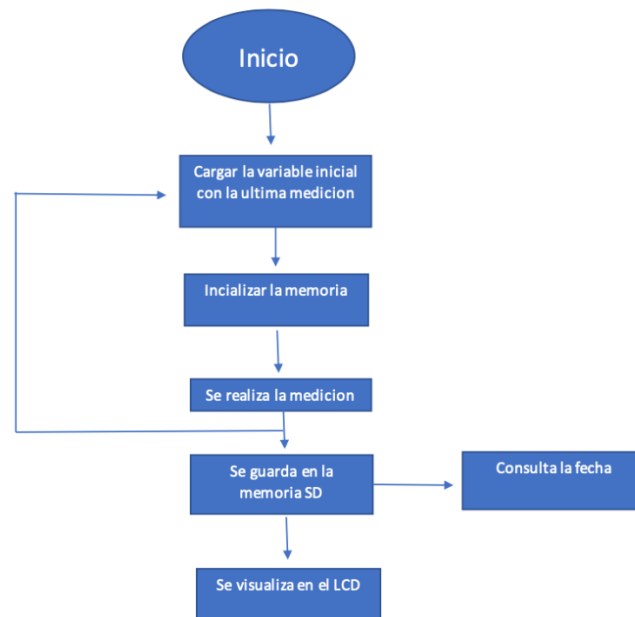 Inicio
Cargar la variable inicial
con la ultima medicion
Incializar la memoria
Se realiza la medicion
Se guarda en la
memoria SD
Consulta la fecha
Se visualiza en el LCD